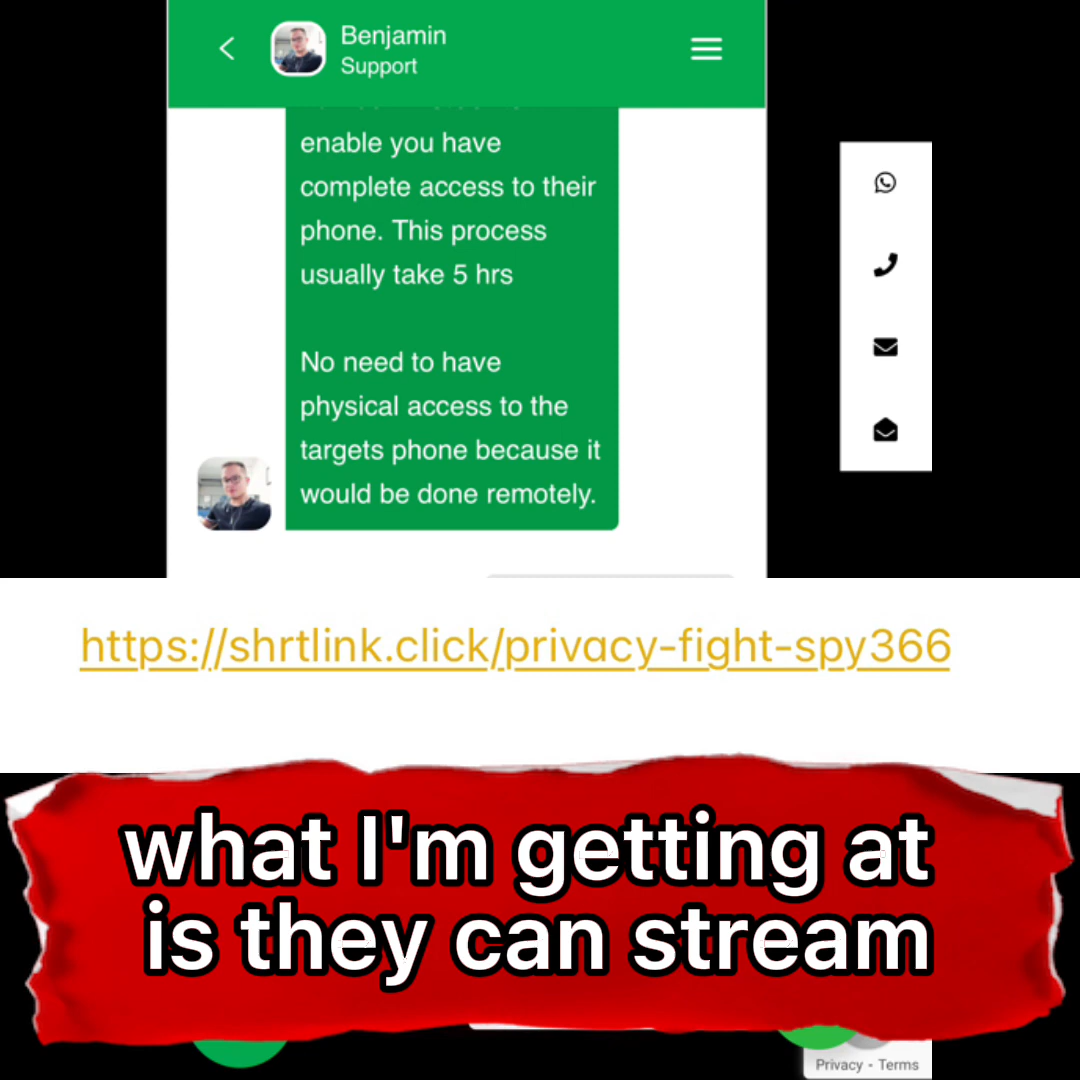 Benjamin
Support
enable you have
complete access to their
phone. This process
usually take 5 hrs
No need to have
physical access to the
targets phone because it
would be done remotely.
https://shrtlink.click/privacy-fight-spy366
what I'm getting at
is they can stream
Privacy - Terms